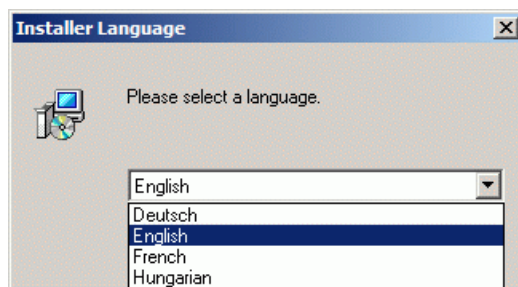 Installer Language
Please select a language.
English
Deutsch
English
French
Hungarian